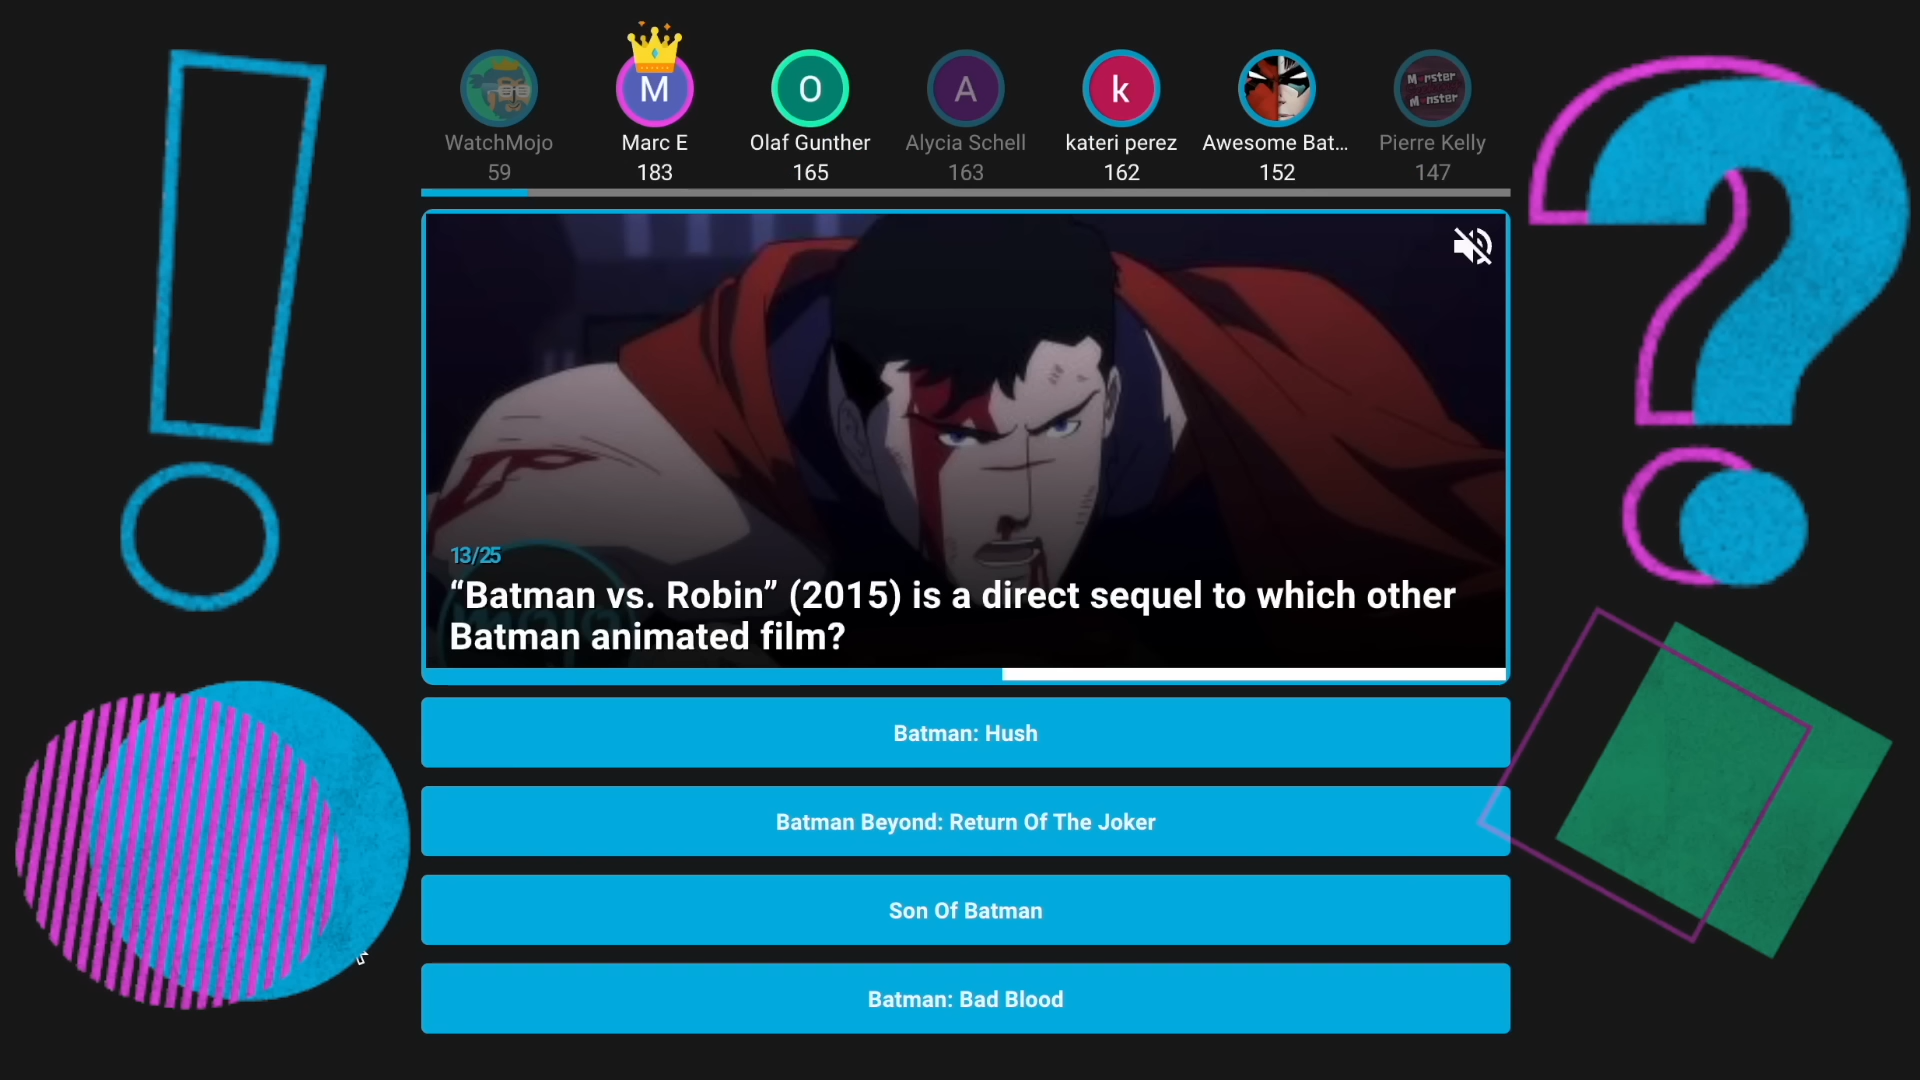 WatchMojo
59
M
Marc E
183
O
Olaf Gunther
165
A
Alycia Schell
163
k
kateri perez
162
Awesome Bat...
152
Monster
Monster
Pierre Kelly
147
13/25
“Batman vs. Robin” (2015) is a direct sequel to which other
Batman animated film?
Batman: Hush
Batman Beyond: Return Of The Joker
Son Of Batman
Batman: Bad Blood